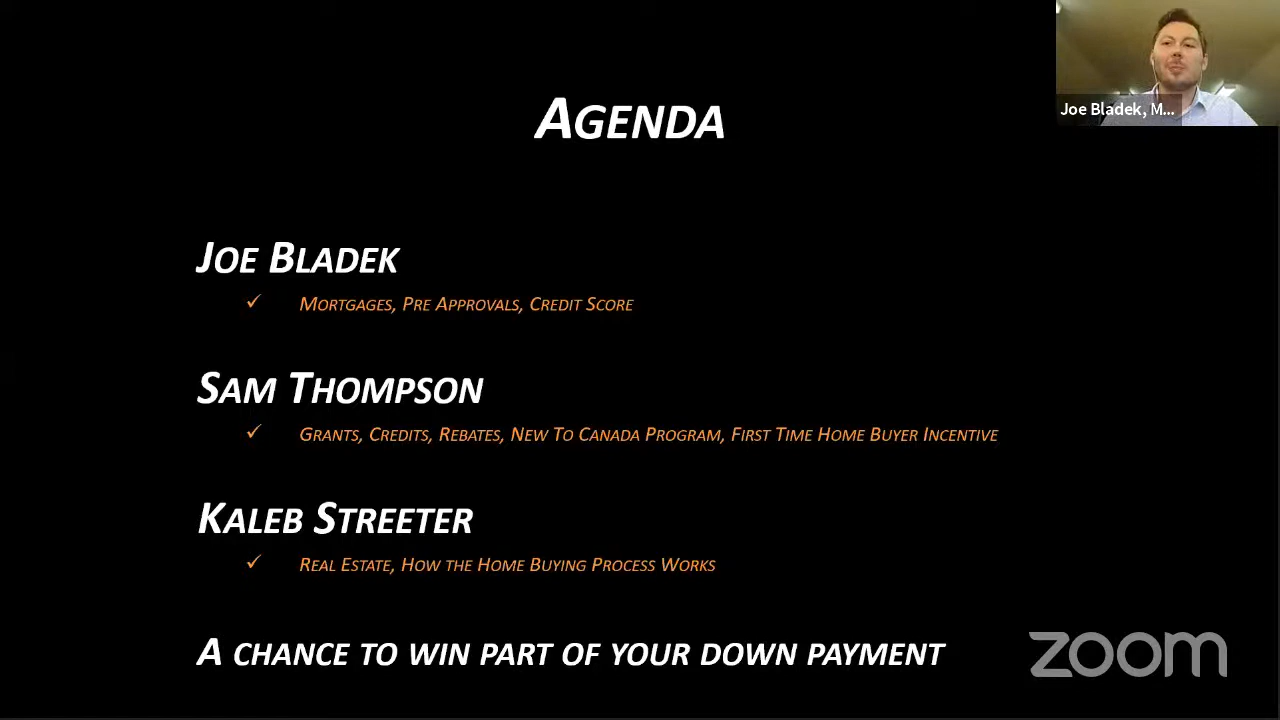 AGENDA
Joe Bladek, M...
JOE BLADEK
✓ MORTGAGES, PRE APPROVALS, CREDIT SCORE
SAM THOMPSON
✓ GRANTS, CREDITS, REBATES, NEW TO CANADA PROGRAM, FIRST TIME HOME BUYER INCENTIVE
KALEB STREETER
✓ REAL ESTATE, HOW THE HOME BUYING PROCESS WORKS
A CHANCE TO WIN PART OF YOUR DOWN PAYMENT
zoom